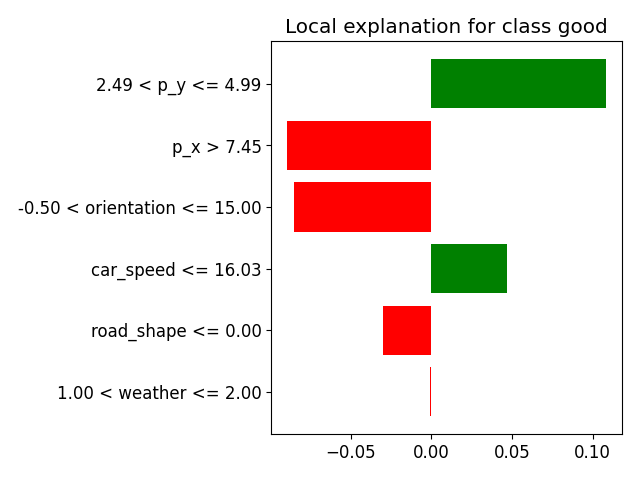 Local explanation for class good
2.49 < p_y <= 4.99
p_x > 7.45
-0.50 < orientation <= 15.00
car_speed <= 16.03
road_shape <= 0.00
1.00 < weather <= 2.00
−0.05 0.00 0.05 0.10